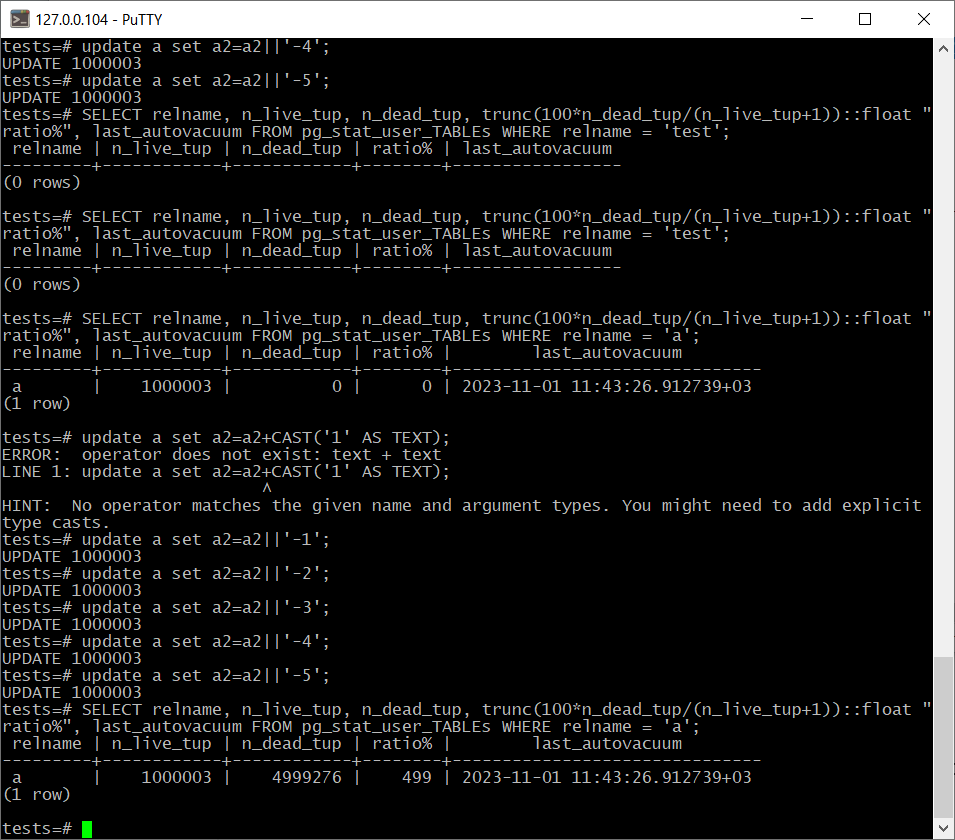 127.0.0.104 - PuTTY
tests=# update a set a2=a2||'-4';
UPDATE 1000003
tests=# update a set a2=a2||'-5';
UPDATE 1000003
tests=# SELECT relname, n_live_tup, n_dead_tup, trunc(100*n_dead_tup/(n_live_tup+1))::float "
ratio%", last_autovacuum FROM pg_stat_user_TABLEs WHERE relname = 'test';
 relname | n_live_tup | n_dead_tup | ratio% | last_autovacuum
---------+------------+------------+--------+-----------------
(0 rows)

tests=# SELECT relname, n_live_tup, n_dead_tup, trunc(100*n_dead_tup/(n_live_tup+1))::float "
ratio%", last_autovacuum FROM pg_stat_user_TABLEs WHERE relname = 'test';
 relname | n_live_tup | n_dead_tup | ratio% | last_autovacuum
---------+------------+------------+--------+-----------------
(0 rows)

tests=# SELECT relname, n_live_tup, n_dead_tup, trunc(100*n_dead_tup/(n_live_tup+1))::float "
ratio%", last_autovacuum FROM pg_stat_user_TABLEs WHERE relname = 'a';
 relname | n_live_tup | n_dead_tup | ratio% |        last_autovacuum
---------+------------+------------+--------+-------------------------------
 a       |    1000003 |          0 |      0 | 2023-11-01 11:43:26.912739+03
(1 row)

tests=# update a set a2=a2+CAST('1' AS TEXT);
ERROR:  operator does not exist: text + text
LINE 1: update a set a2=a2+CAST('1' AS TEXT);
                          ^
HINT:  No operator matches the given name and argument types. You might need to add explicit
type casts.
tests=# update a set a2=a2||'-1';
UPDATE 1000003
tests=# update a set a2=a2||'-2';
UPDATE 1000003
tests=# update a set a2=a2||'-3';
UPDATE 1000003
tests=# update a set a2=a2||'-4';
UPDATE 1000003
tests=# update a set a2=a2||'-5';
UPDATE 1000003
tests=# SELECT relname, n_live_tup, n_dead_tup, trunc(100*n_dead_tup/(n_live_tup+1))::float "
ratio%", last_autovacuum FROM pg_stat_user_TABLEs WHERE relname = 'a';
 relname | n_live_tup | n_dead_tup | ratio% |        last_autovacuum
---------+------------+------------+--------+-------------------------------
 a       |    1000003 |    4999276 |    499 | 2023-11-01 11:43:26.912739+03
(1 row)

tests=#